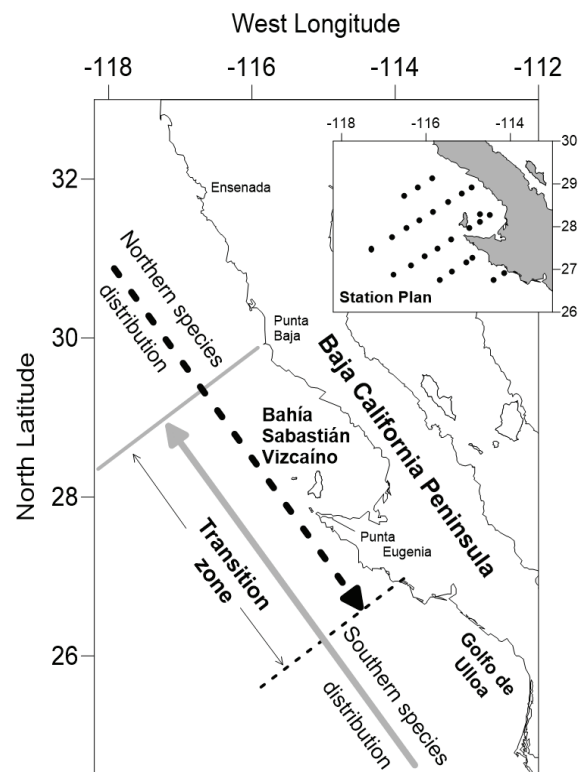 West Longitude
-118 -116 -114 -112
-118 -116 -114
30
29
28
27
26
Station Plan
32
30
28
26
North Latitude
Ensenada
Northern species
distribution
Punta
Baja
Baja California Peninsula
Bahía
Sabastián
Vizcaíno
Punta
Eugenia
Transition
zone
Southern species
distribution
Golfo de
Ulloa